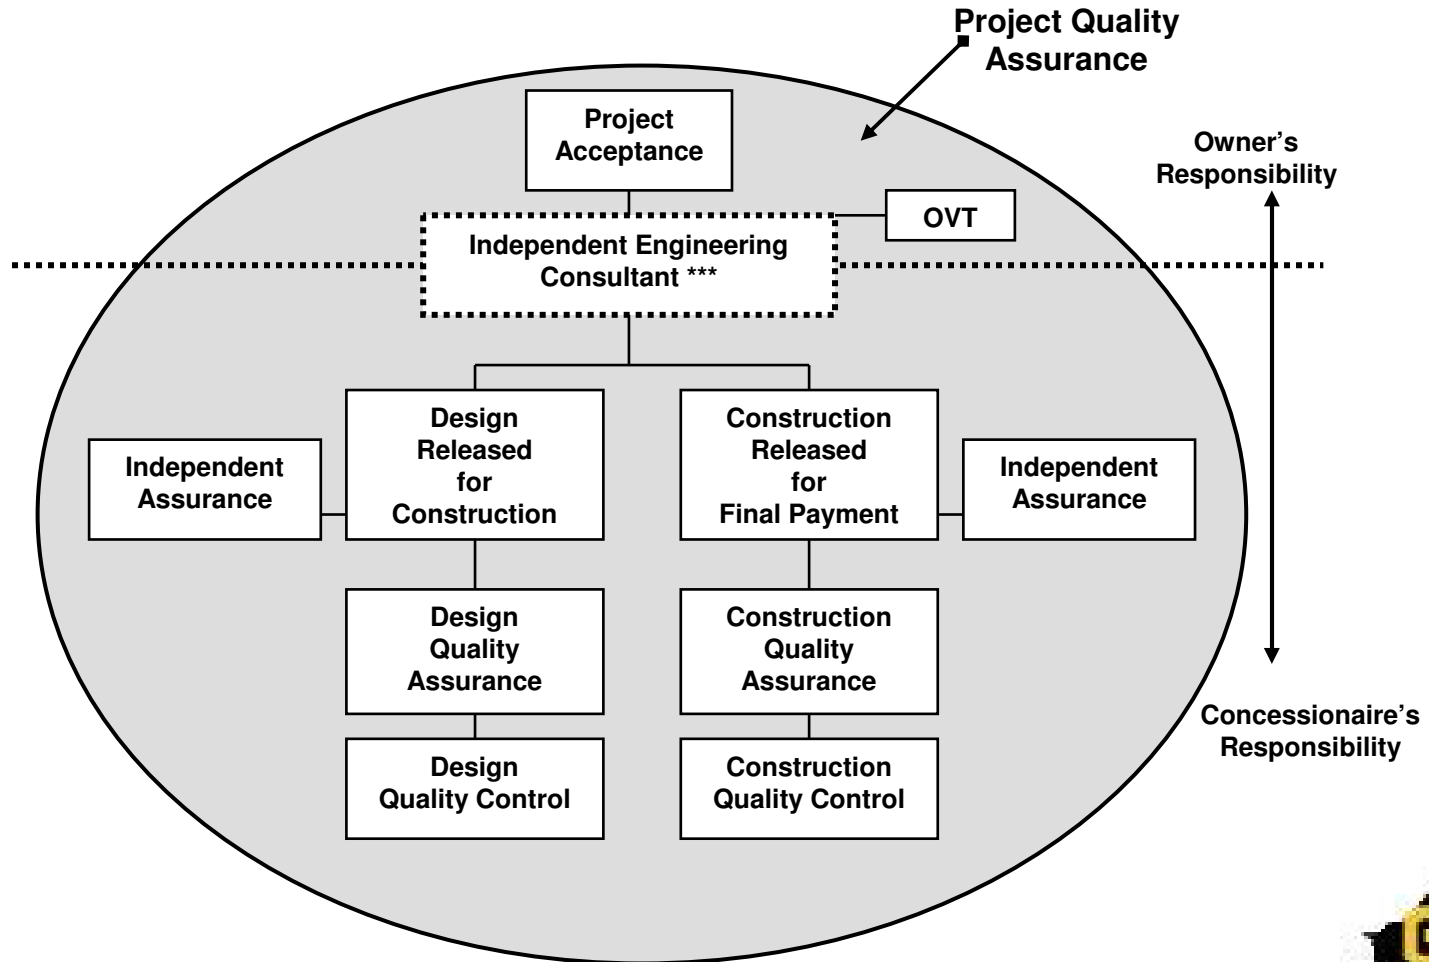 Project Quality
Assurance
Project
Acceptance
Owner's
Responsibility
OVT
Independent Engineering
Consultant ***
Design
Released
for
Construction
Construction
Released
for
Final Payment
Independent
Assurance
Independent
Assurance
Design
Quality
Assurance
Construction
Quality
Assurance
Concessionaire's
Responsibility
Design
Quality Control
Construction
Quality Control